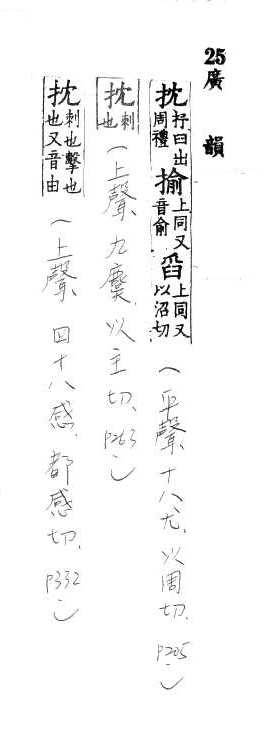 25廣韻
抌抒臼出周禮揄上同又音俞舀上同又以沼切（平聲、十八尤、以周切、P205）
抌刺也（上聲、九麌、以主切、P263）
抌刺也擊也也又音由（上聲、四十八感、都感切、P332）